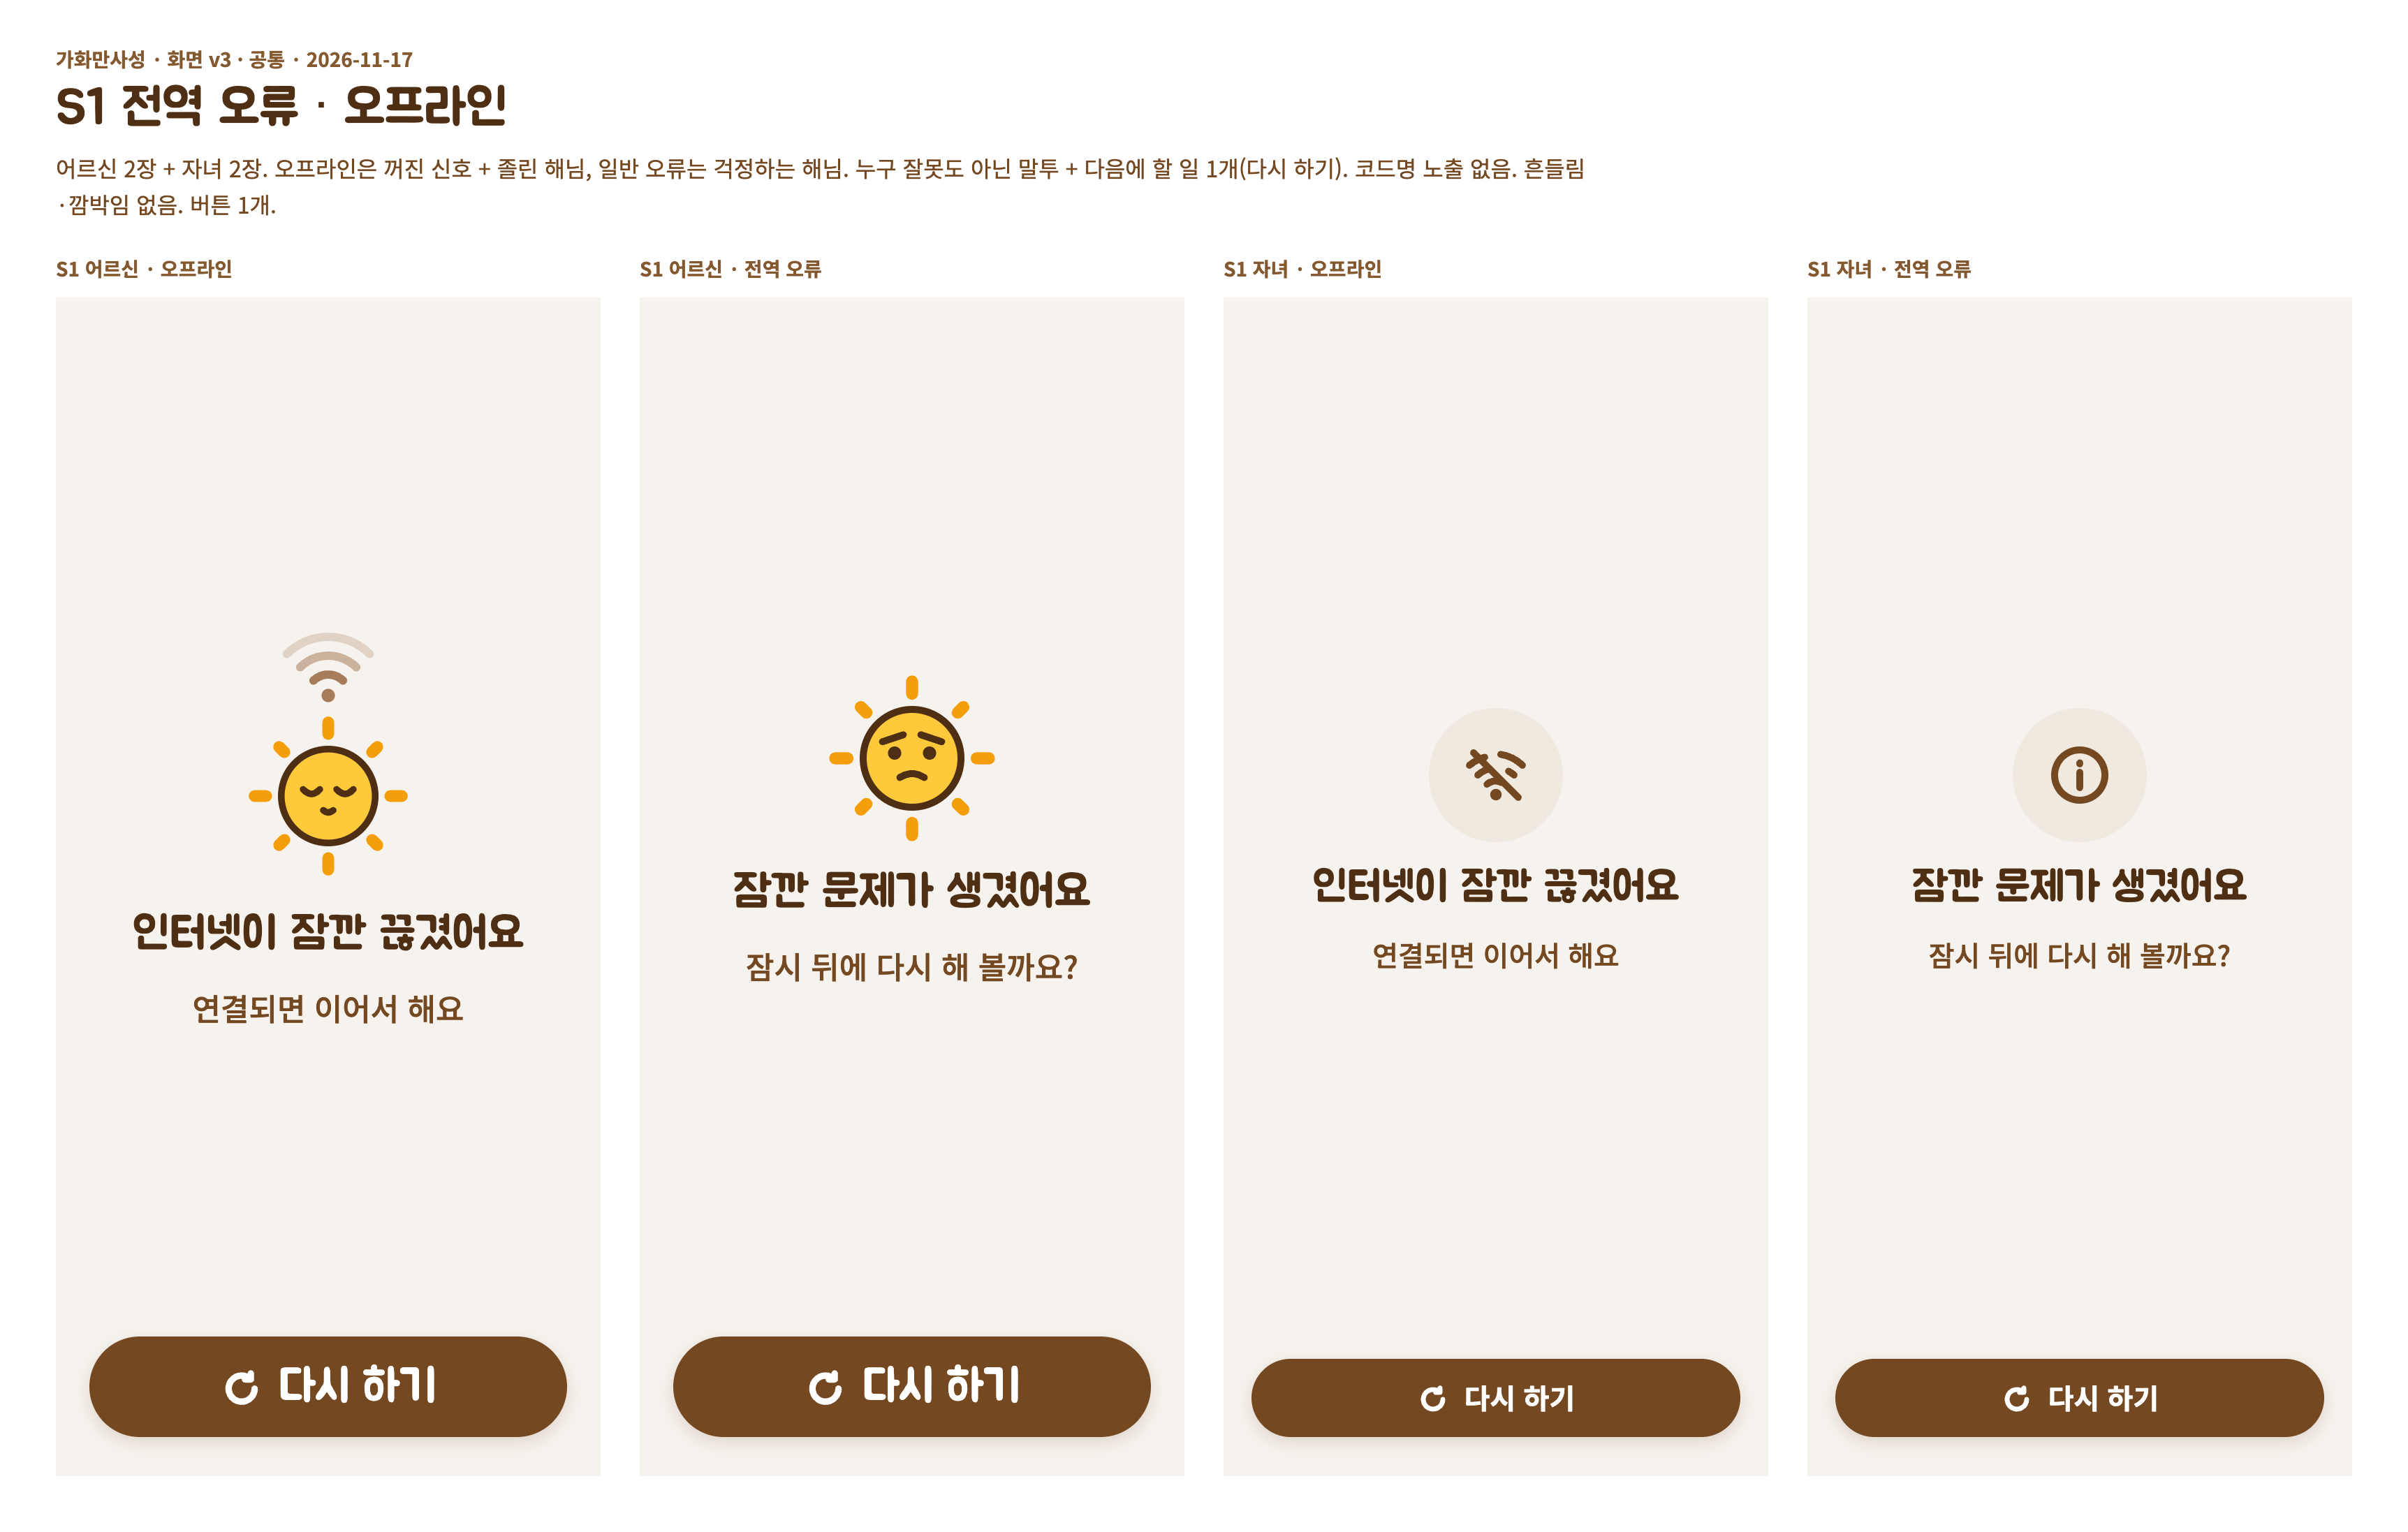 가화만사성 · 화면 v3 · 공통 · 2026-11-17
S1 전역 오류 · 오프라인
어르신 2장 + 자녀 2장. 오프라인은 꺼진 신호 + 졸린 해님, 일반 오류는 걱정하는 해님. 누구 잘못도 아닌 말투 + 다음에 할 일 1개(다시 하기). 코드명 노출 없음. 흔들림
·깜박임 없음. 버튼 1개.
S1 어르신 · 오프라인
인터넷이 잠깐 끊겼어요
연결되면 이어서 해요
다시 하기
S1 어르신 · 전역 오류
잠깐 문제가 생겼어요
잠시 뒤에 다시 해 볼까요?
다시 하기
S1 자녀 · 오프라인
인터넷이 잠깐 끊겼어요
연결되면 이어서 해요
다시 하기
S1 자녀 · 전역 오류
잠깐 문제가 생겼어요
잠시 뒤에 다시 해 볼까요?
다시 하기